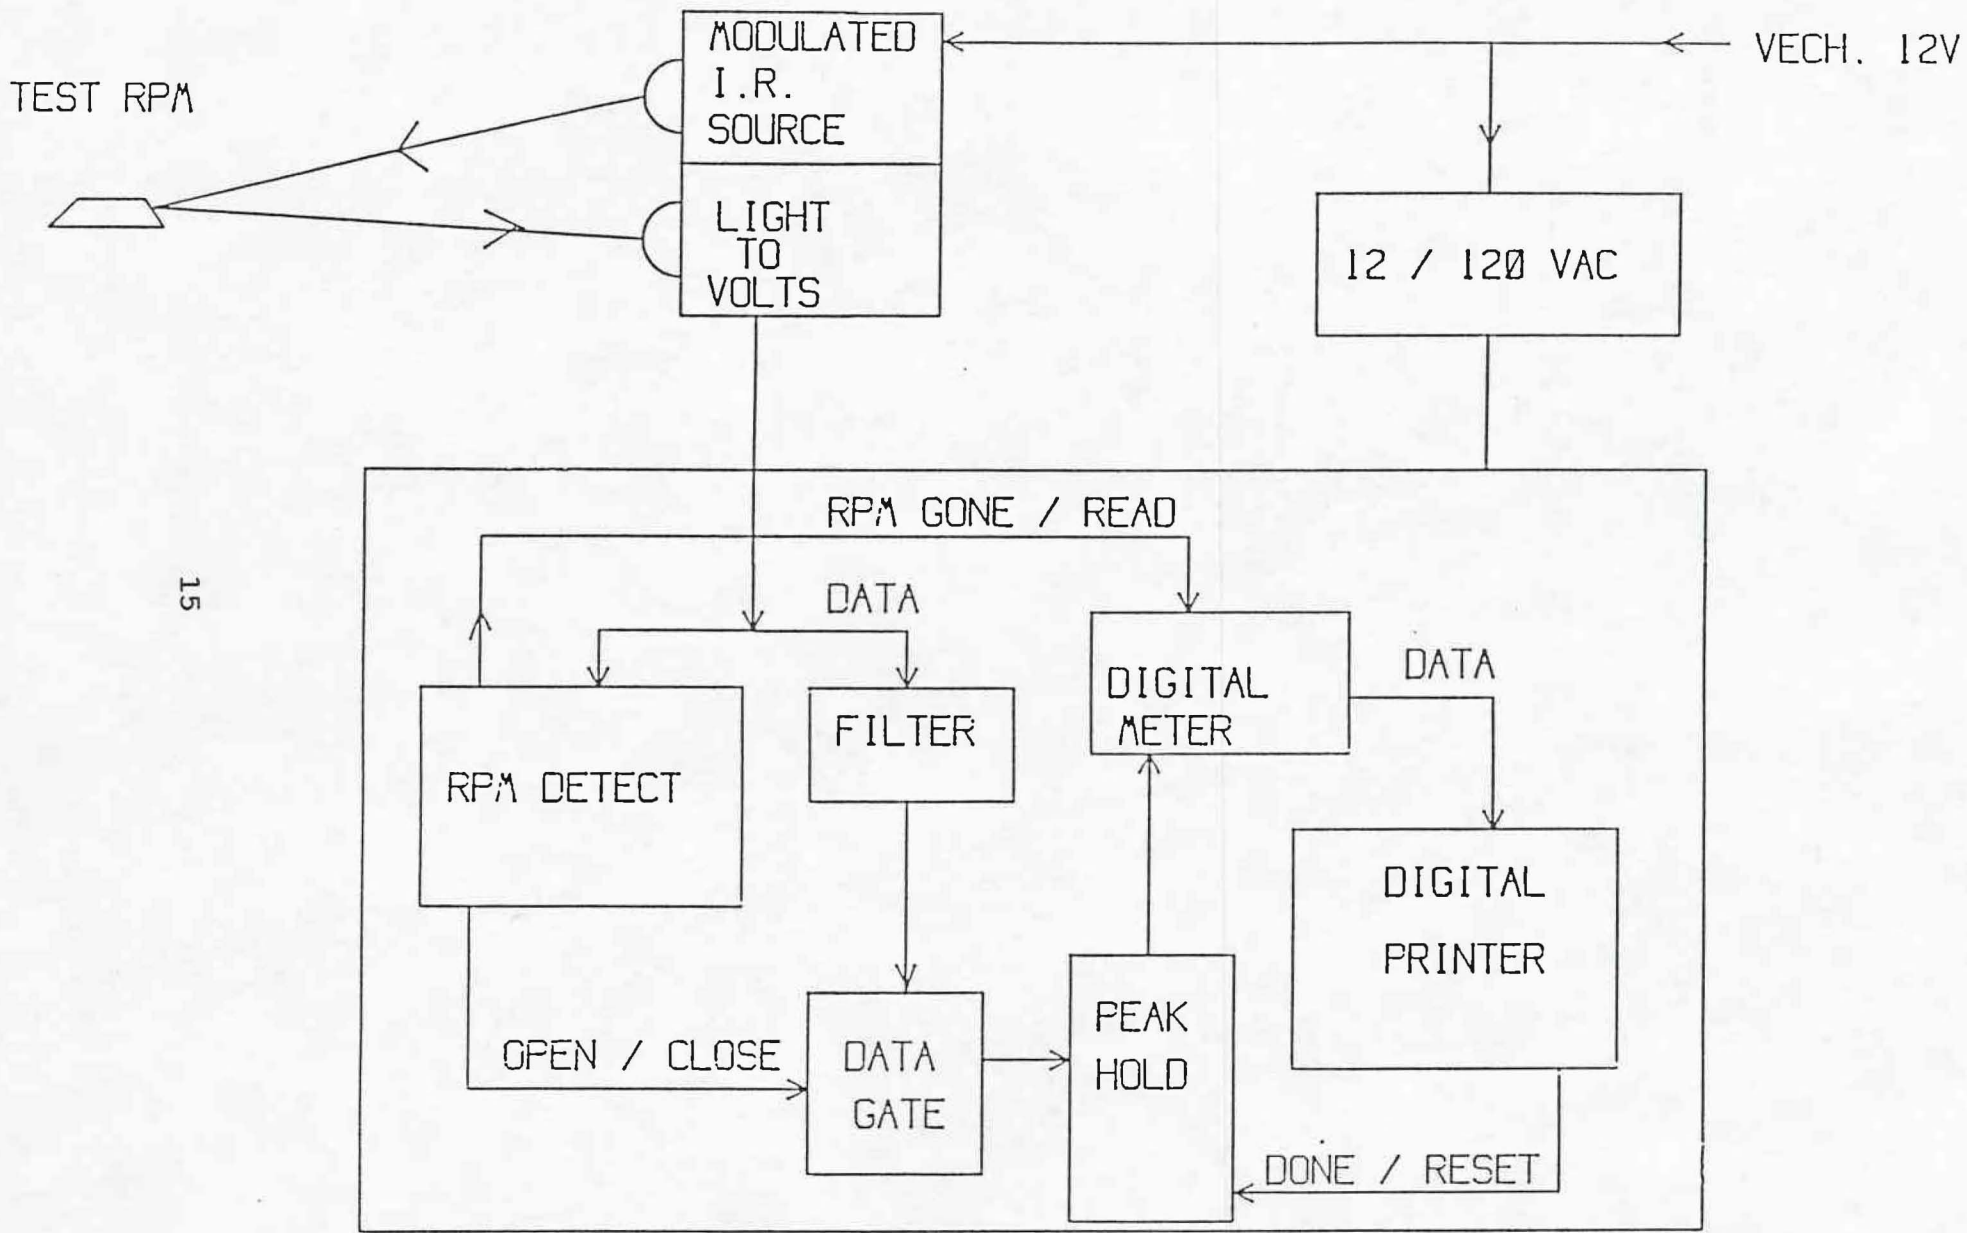 MODULATED
I.R.
SOURCE
VECH. 12V
TEST RPM
LIGHT
TO
VOLTS
12 / 120 VAC
RPM GONE / READ
15
DATA
DIGITAL
METER
DATA
FILTER
RPM DETECT
DIGITAL
PRINTER
PEAK
HOLD
OPEN / CLOSE
DATA
GATE
DONE / RESET